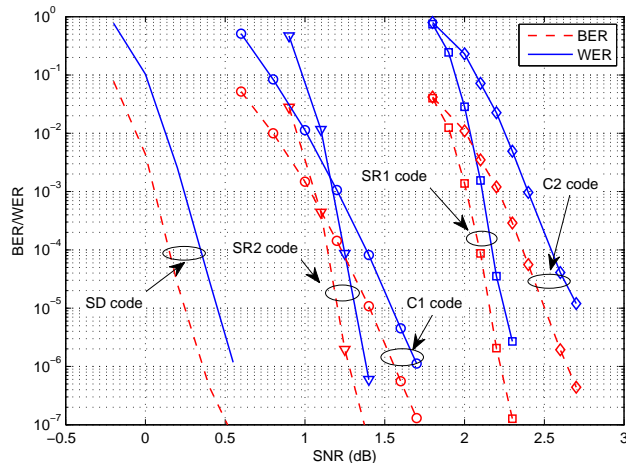 10^0
10^-1
10^-2
10^-3
10^-4
10^-5
10^-6
10^-7
BER/WER
BER
WER
SR1 code
C2 code
SR2 code
SD code
C1 code
-0.5
0
0.5
1
1.5
2
2.5
3
SNR (dB)